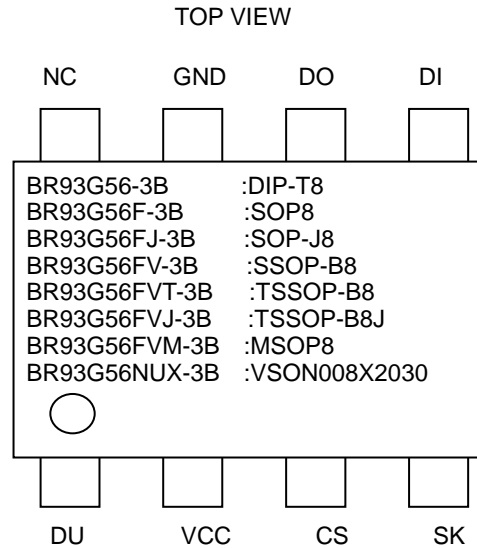 TOP VIEW
NC GND DO DI
BR93G56-3B :DIP-T8
BR93G56F-3B :SOP8
BR93G56FJ-3B :SOP-J8
BR93G56FV-3B :SSOP-B8
BR93G56FVT-3B :TSSOP-B8
BR93G56FVJ-3B :TSSOP-B8J
BR93G56FVM-3B :MSOP8
BR93G56NUX-3B :VSON008X2030
DU VCC CS SK